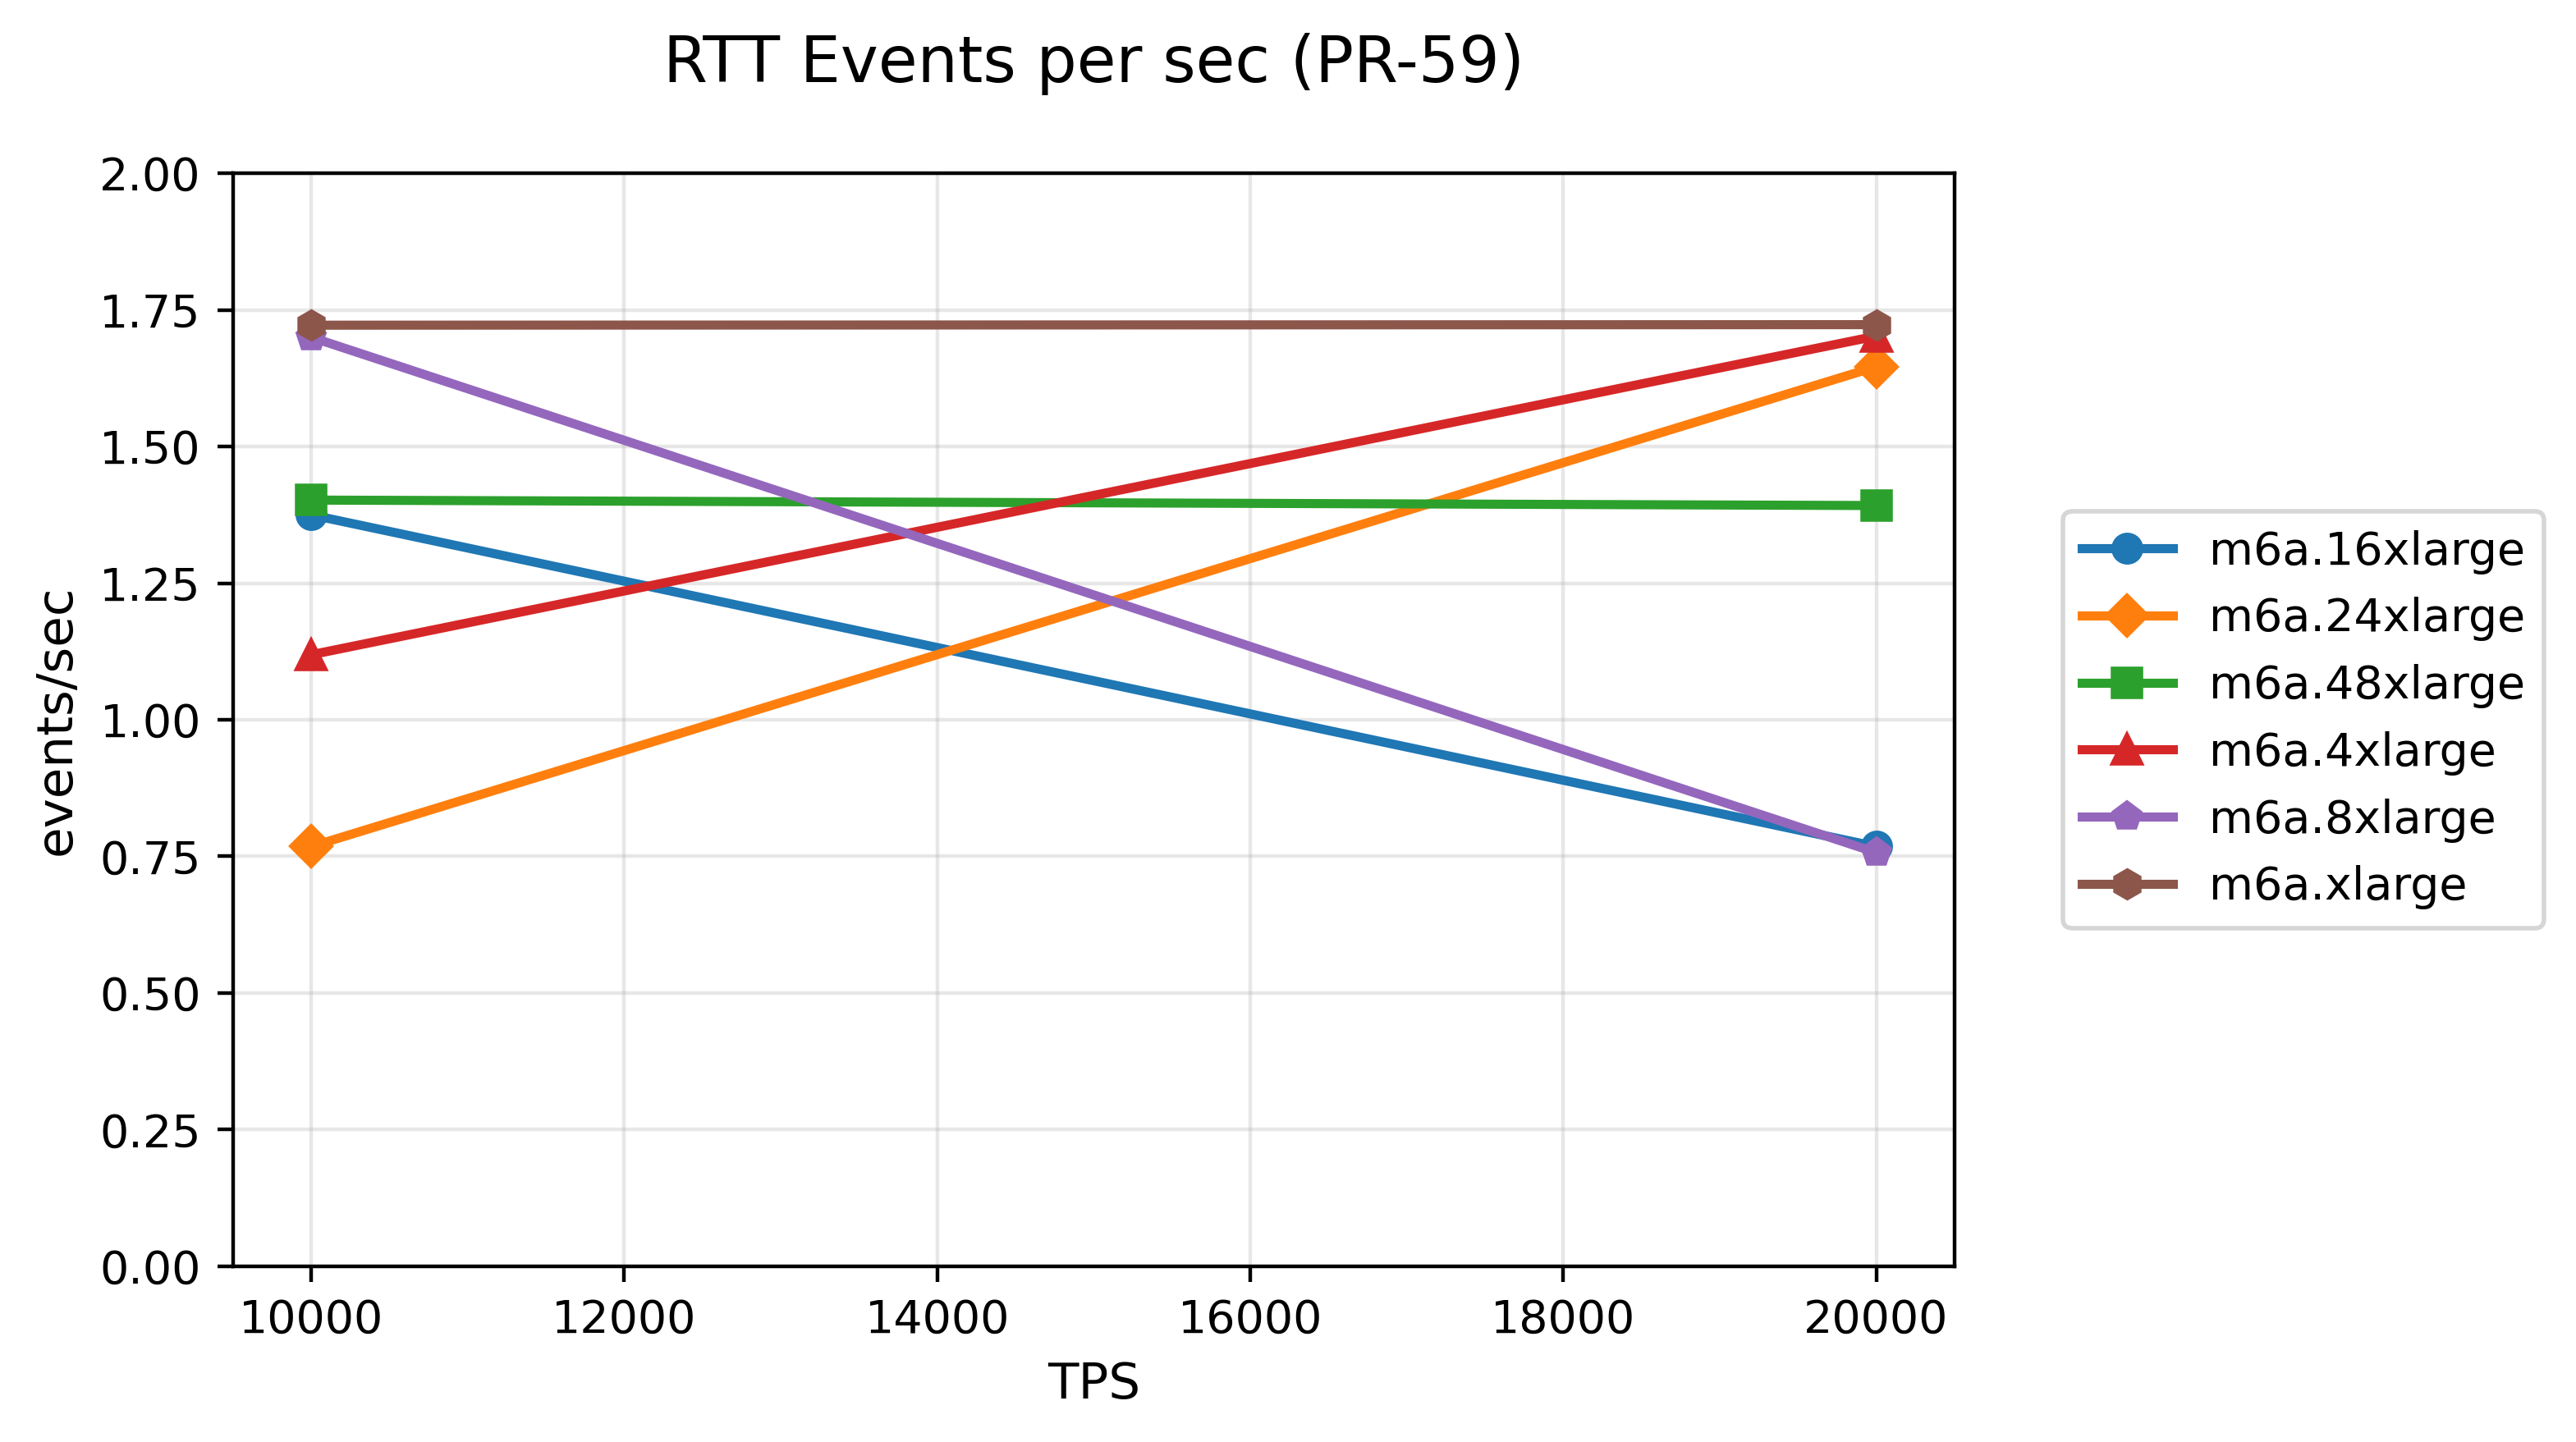 RTT Events per sec (PR-59)
2.00
1.75
1.50
1.25
1.00
0.75
0.50
0.25
0.00
events/sec
10000 12000 14000 16000 18000 20000
TPS
m6a.16xlarge
m6a.24xlarge
m6a.48xlarge
m6a.4xlarge
m6a.8xlarge
m6a.xlarge